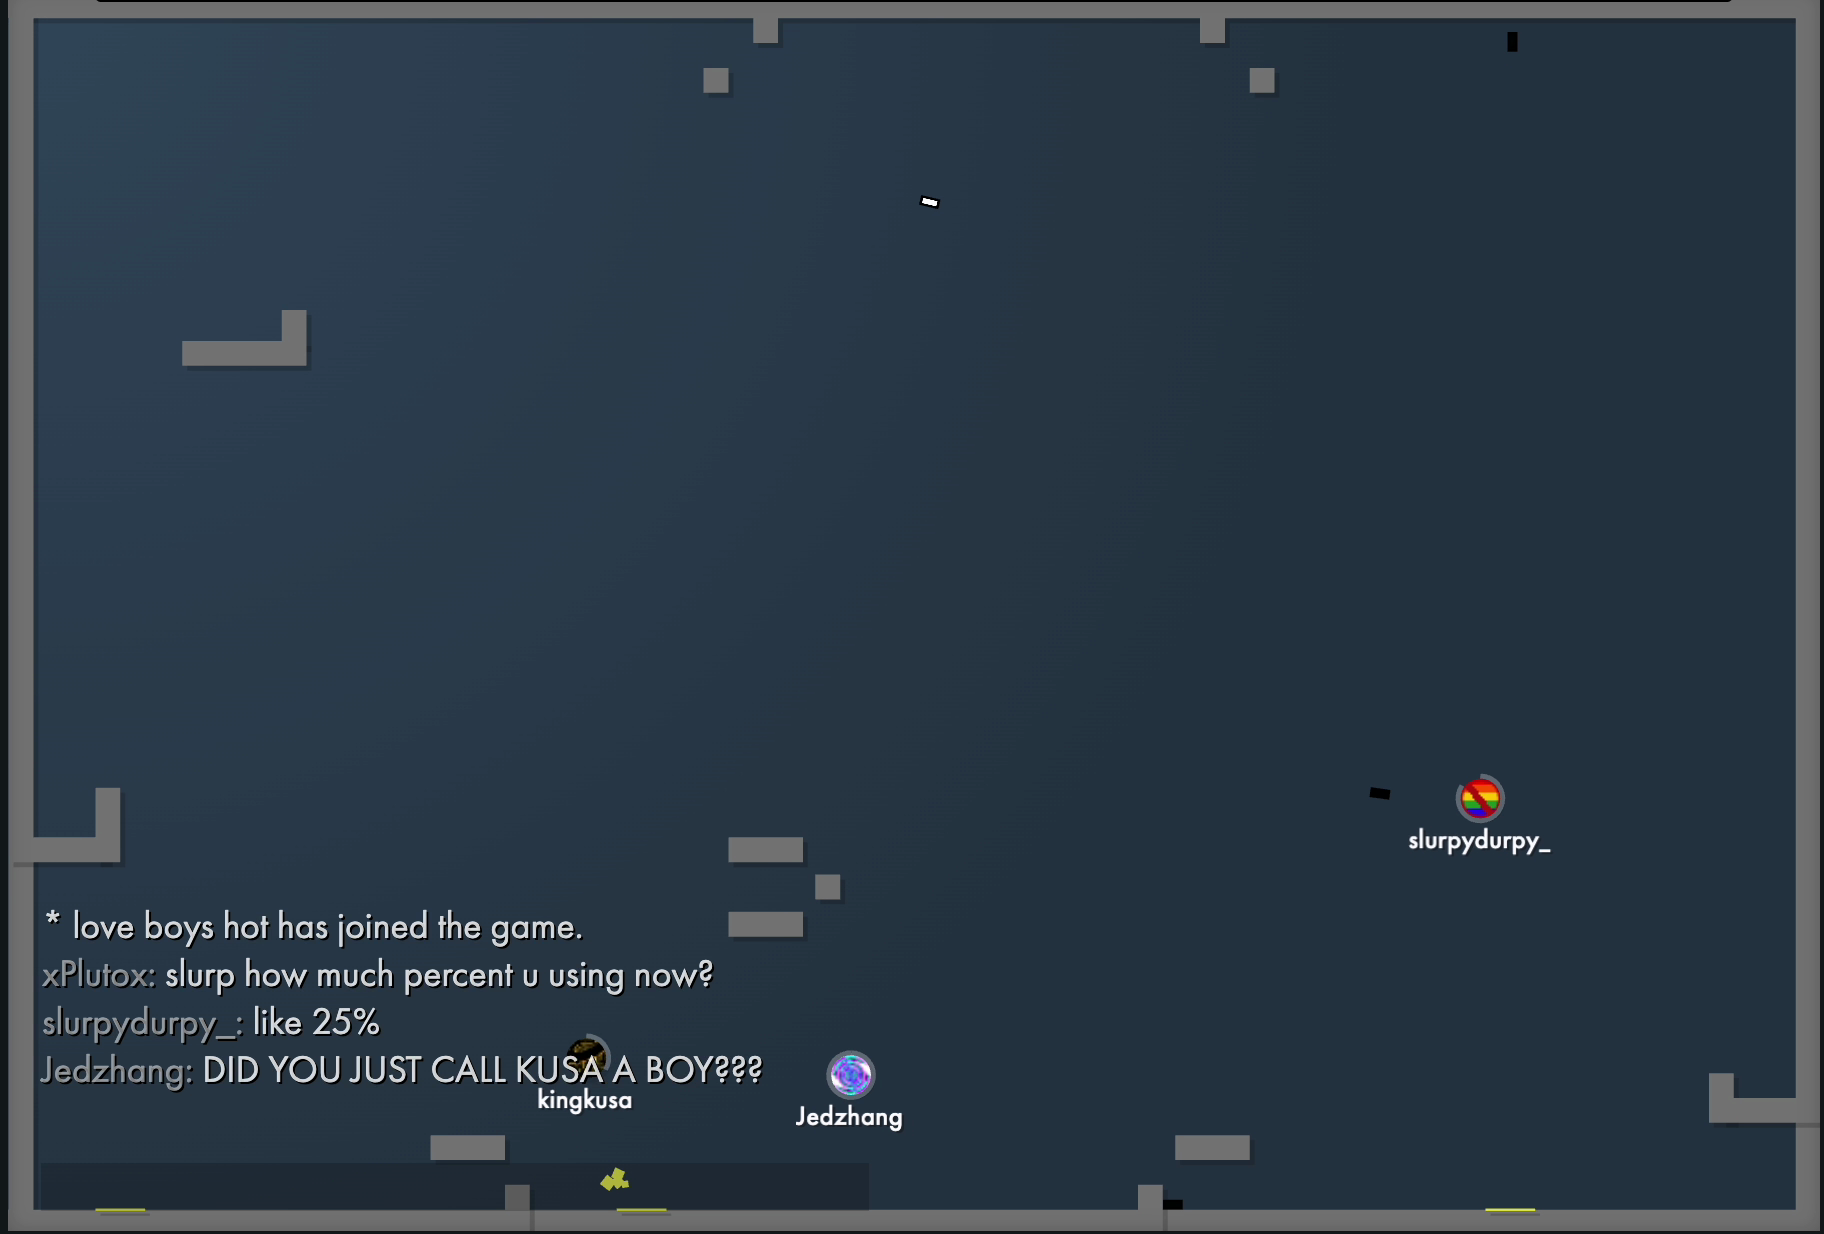 slurpydurpy_
* love boys hot has joined the game.
xPlutox: slurp how much percent u using now?
slurpydurpy_: like 25%
Jedzhang: DID YOU JUST CALL KUSA A BOY???
kingkusa
Jedzhang